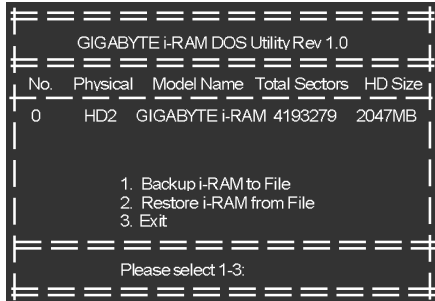 GIGABYTE i-RAM DOS Utility Rev 1.0
No. Physical Model Name Total Sectors HD Size
0 HD2 GIGABYTE i-RAM 4193279 2047MB
1. Backup i-RAM to File
2. Restore i-RAM from File
3. Exit
Please select 1-3: